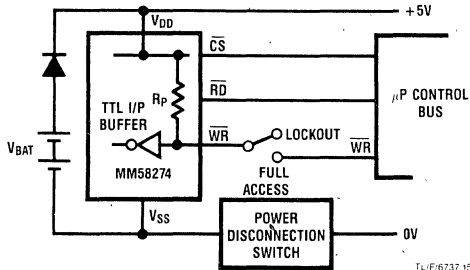 V_DD
+5V
CS
μP CONTROL
BUS
RD
R_P
TTL I/P
BUFFER
WR
LOCKOUT
WR
V_BAT
FULL
ACCESS
MM58274
V_SS
POWER
DISCONNECTION
SWITCH
0V
TL/F/6737